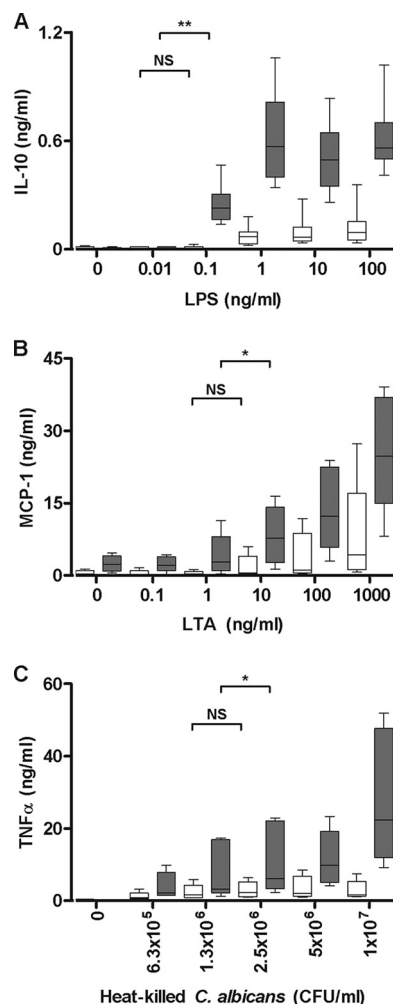 A
**
NS
1.2
0.6
0
IL-10
(ng/ml)
0 0.01 0.1 1 10 100
LPS (ng/ml)
B
*
NS
45
30
15
0
MCP-1 (ng/ml)
0 0.1 1 10 100 1000
LTA (ng/ml)
C
*
NS
60
40
20
0
TNFα
(ng/ml)
0 6.3x10⁵ 1.3x10⁶ 2.5x10⁶ 5x10⁶ 1x10⁷
Heat-killed C. albicans (CFU/ml)